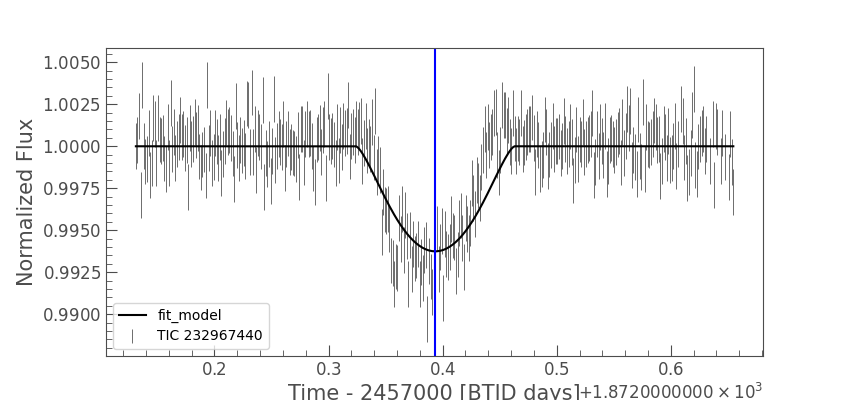 1.0050
1.0025
1.0000
0.9975
0.9950
0.9925
0.9900
Normalized Flux
fit_model
TIC 232967440
0.2
0.3
0.4
0.5
0.6
Time - 2457000 [BTJD days]
+1.8720000000 × 10³